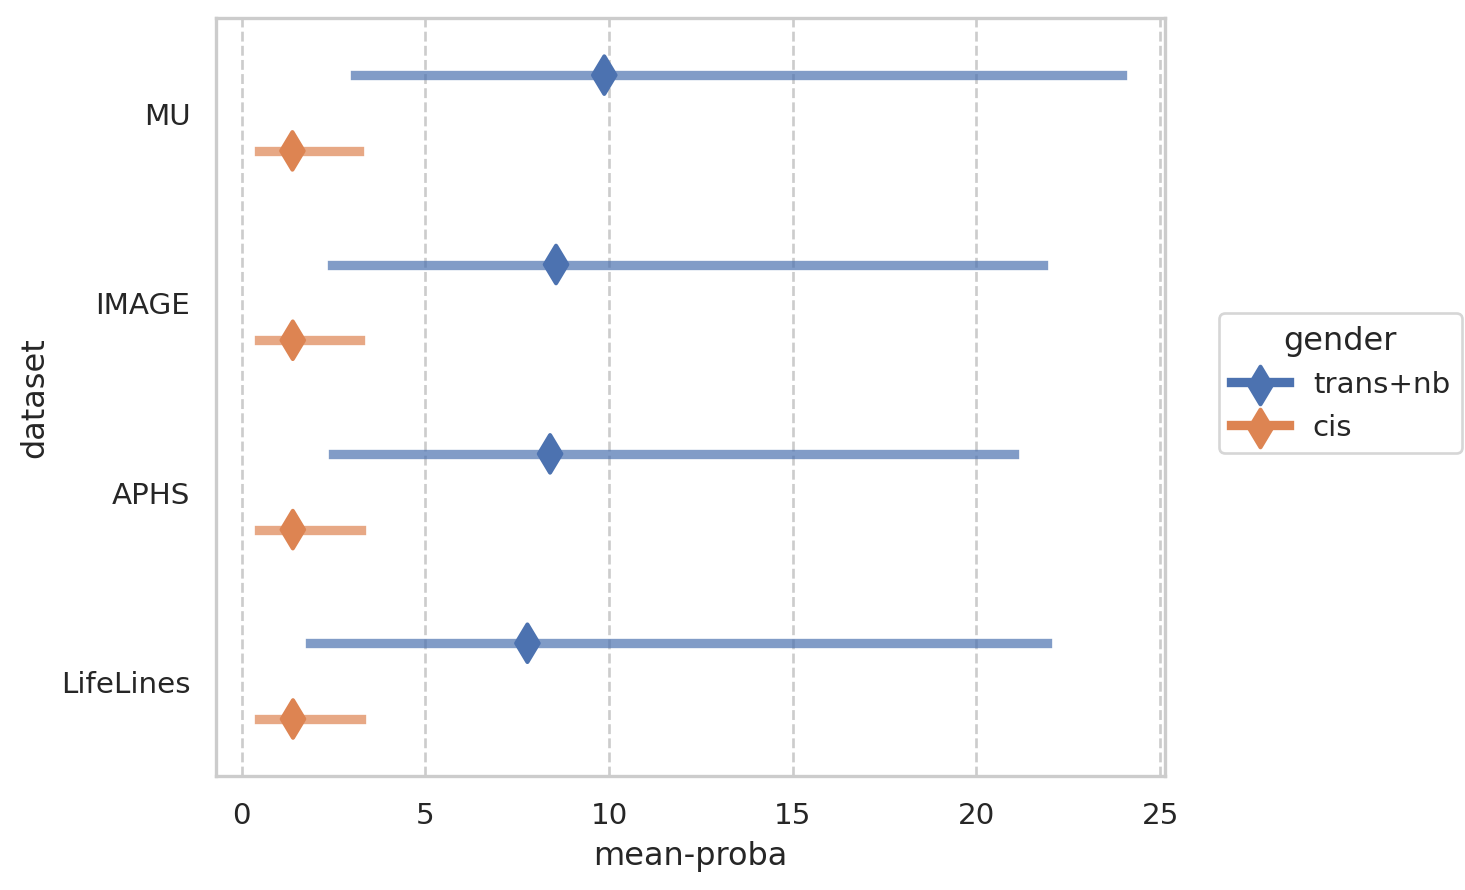 MU
IMAGE
APHS
LifeLines
dataset
0 5 10 15 20 25
mean-proba
gender
trans+nb
cis